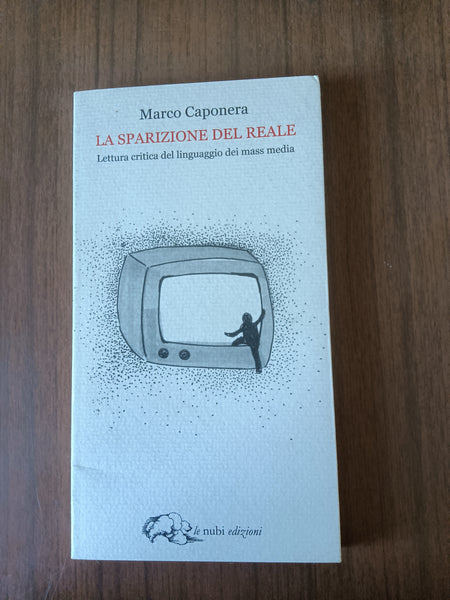 Marco Caponera
LA SPARIZIONE DEL REALE
Lettura critica del linguaggio dei mass media
le nubi edizioni